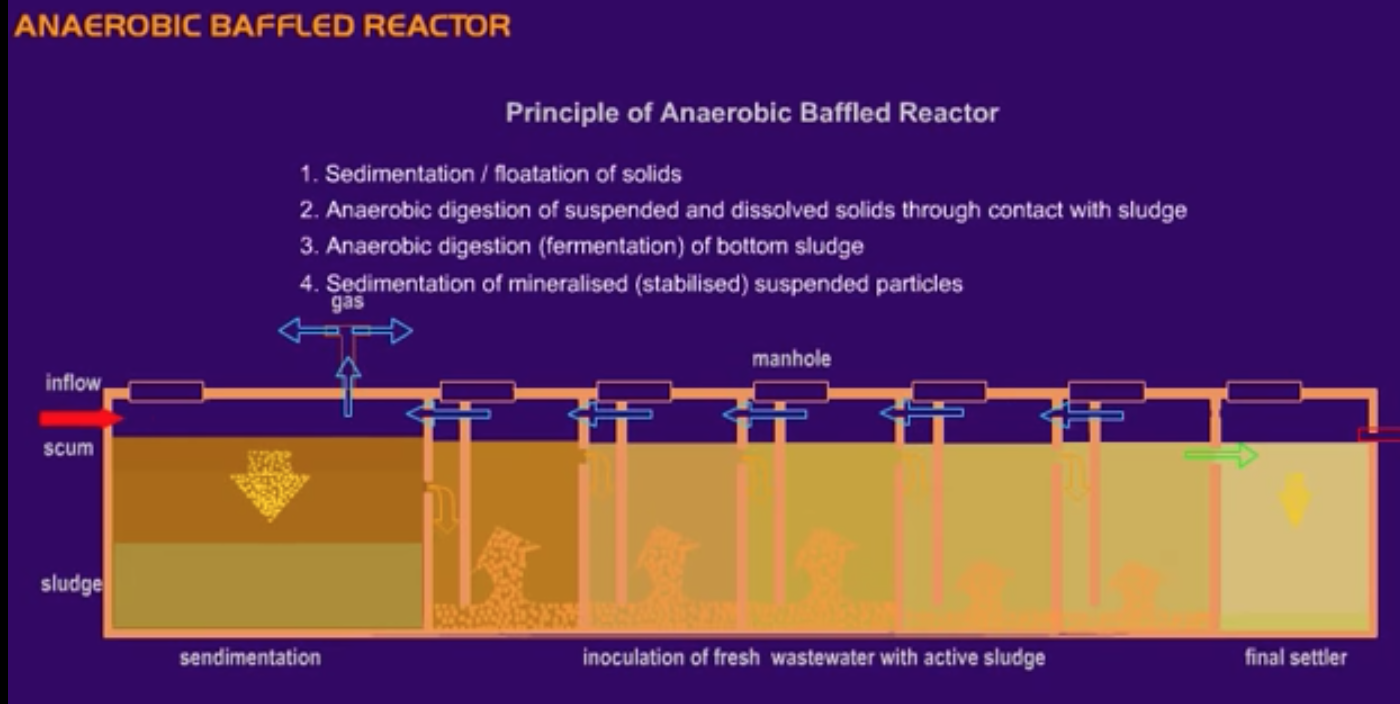 ANAEROBIC BAFFLED REACTOR
Principle of Anaerobic Baffled Reactor
1. Sedimentation / floatation of solids
2. Anaerobic digestion of suspended and dissolved solids through contact with sludge
3. Anaerobic digestion (fermentation) of bottom sludge
4. Sedimentation of mineralised (stabilised) suspended particles
gas
manhole
inflow
scum
sludge
sendimentation
inoculation of fresh wastewater with active sludge
final settler